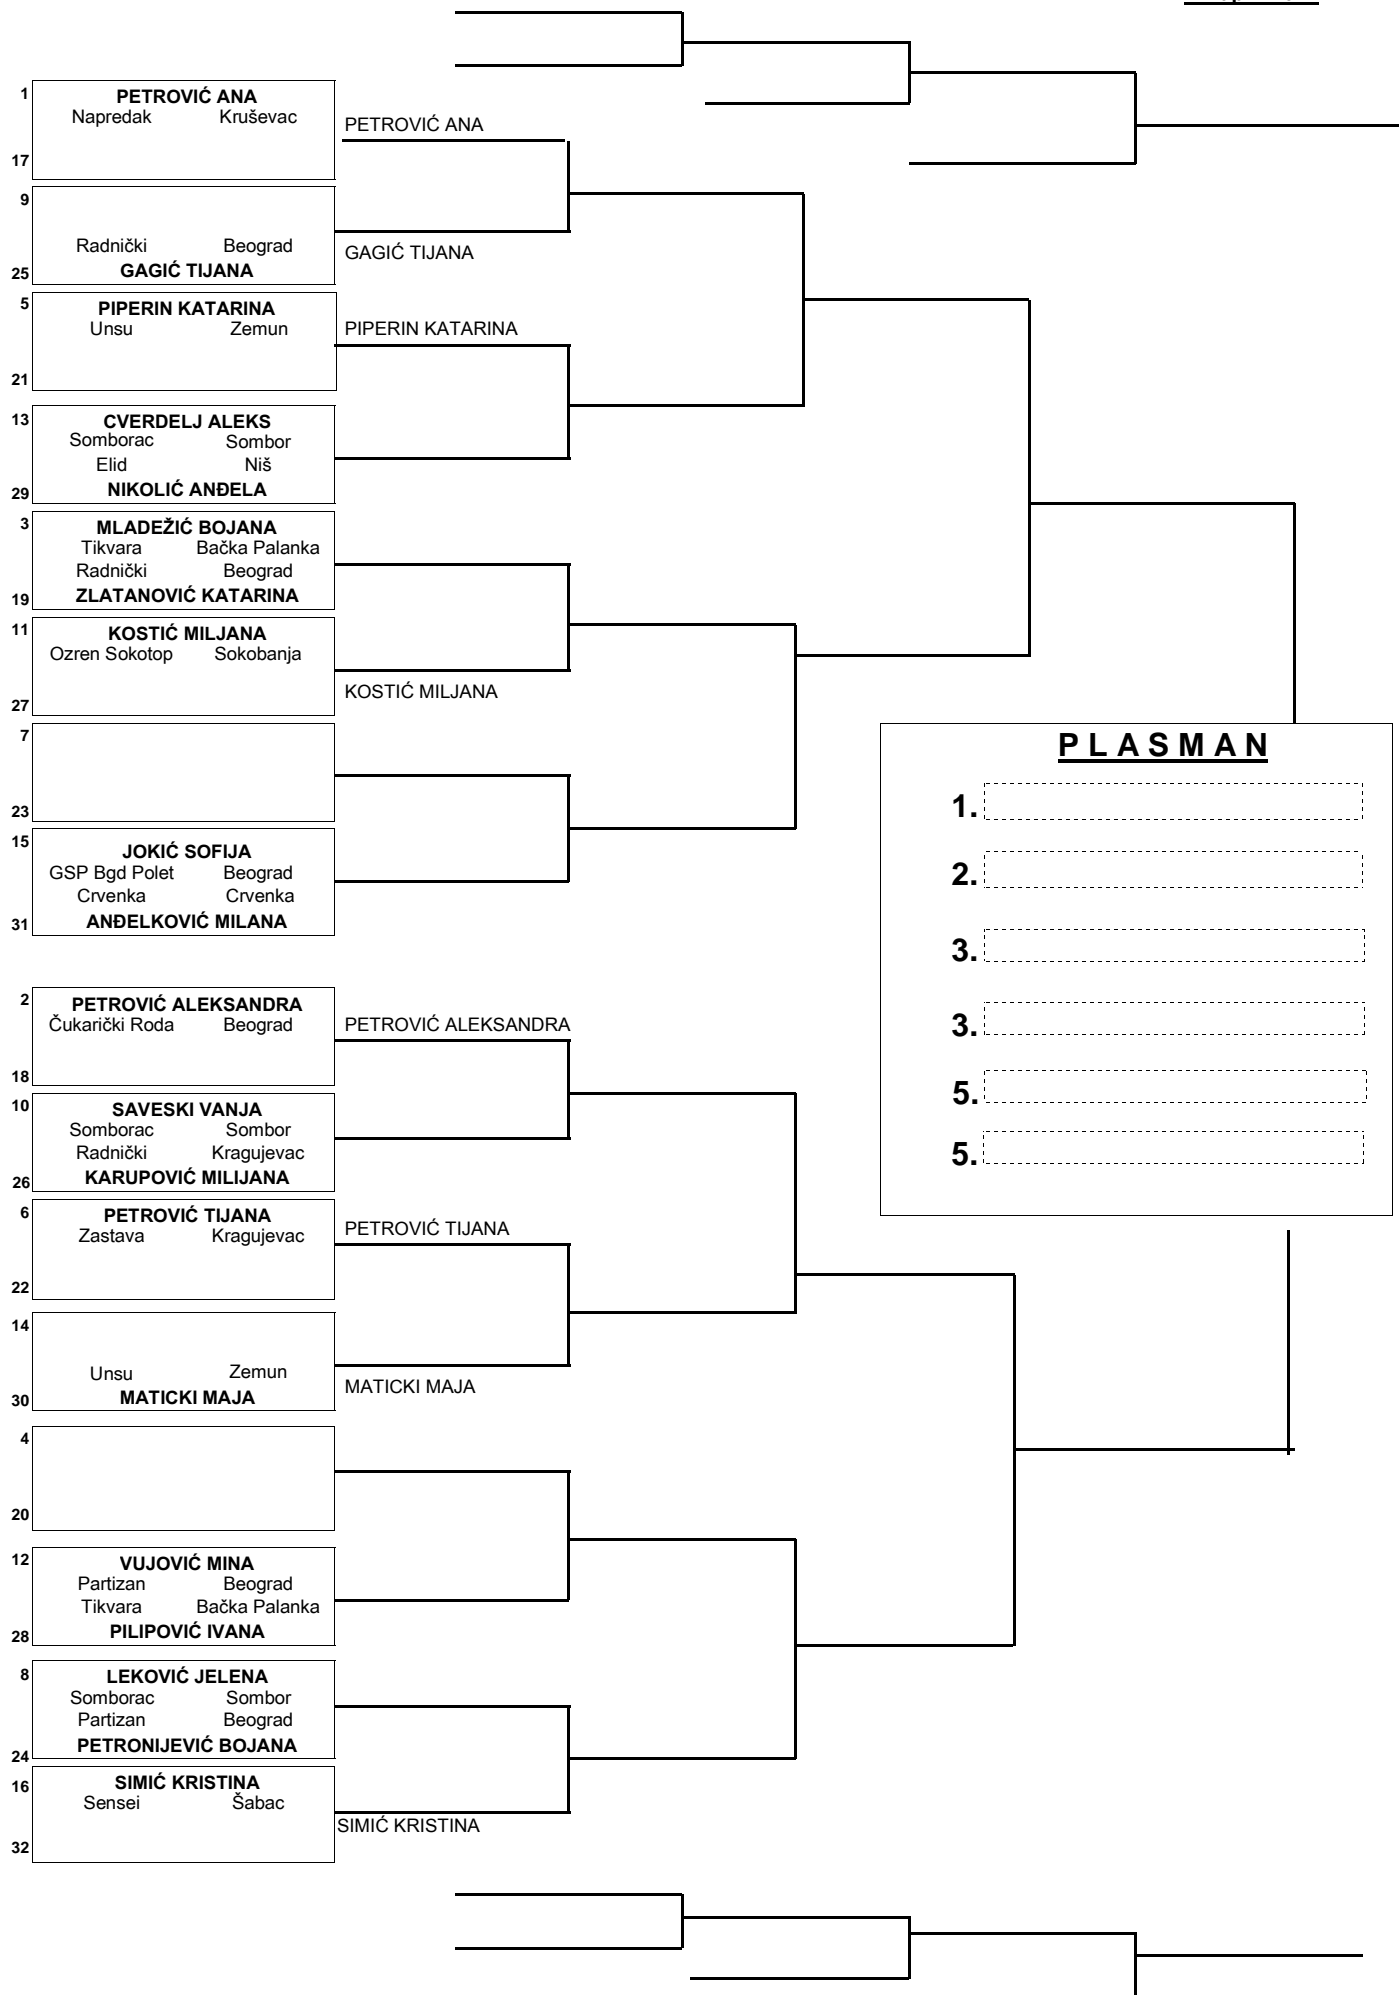 1 PETROVIĆ ANA
Napredak Kruševac
PETROVIĆ ANA
17
9
Radnički Beograd
GAGIĆ TIJANA
25 GAGIĆ TIJANA
5 PIPERIN KATARINA
Unsu Zemun
PIPERIN KATARINA
21
13 CVERDELJ ALEKS
Somborac Sombor
Elid Niš
29 NIKOLIĆ ANĐELA
3 MLADEŽIĆ BOJANA
Tikvara Bačka Palanka
Radnički Beograd
19 ZLATANOVIĆ KATARINA
11 KOSTIĆ MILJANA
Ozren Sokotop Sokobanja
KOSTIĆ MILJANA
27
7
23
15 JOKIĆ SOFIJA
GSP Bgd Polet Beograd
Crvenka Crvenka
31 ANĐELKOVIĆ MILANA
P L A S M A N
1.
2.
3.
3.
5.
5.
2 PETROVIĆ ALEKSANDRA
Čukarički Roda Beograd
PETROVIĆ ALEKSANDRA
18
10 SAVESKI VANJA
Somborac Sombor
Radnički Kragujevac
26 KARUPOVIĆ MILIJANA
6 PETROVIĆ TIJANA
Zastava Kragujevac
PETROVIĆ TIJANA
22
14
Unsu Zemun
MATICKI MAJA
30 MATICKI MAJA
4
20
12 VUJOVIĆ MINA
Partizan Beograd
Tikvara Bačka Palanka
28 PILIPOVIĆ IVANA
8 LEKOVIĆ JELENA
Somborac Sombor
Partizan Beograd
24 PETRONIJEVIĆ BOJANA
16 SIMIĆ KRISTINA
Sensei Šabac
SIMIĆ KRISTINA
32